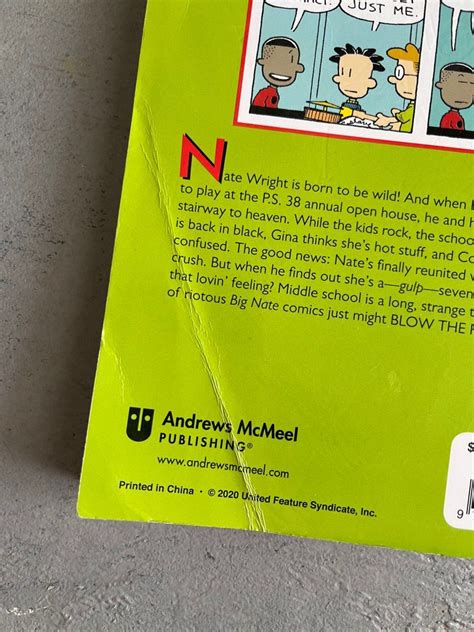 JUST ME.
Nate Wright is born to be wild! And when
to play at the P.S. 38 annual open house, he and
stairway to heaven. While the kids rock, the schoo
is back in black, Gina thinks she's hot stuff, and Co
confused. The good news: Nate's finally reunited
crush. But when he finds out she's a—gulp—seven
that lovin' feeling? Middle school is a long, strange t
of riotous Big Nate comics just might BLOW THE
Andrews McMeel
PUBLISHING®
www.andrewsmcmeel.com
Printed in China • © 2020 United Feature Syndicate, Inc.
$
9